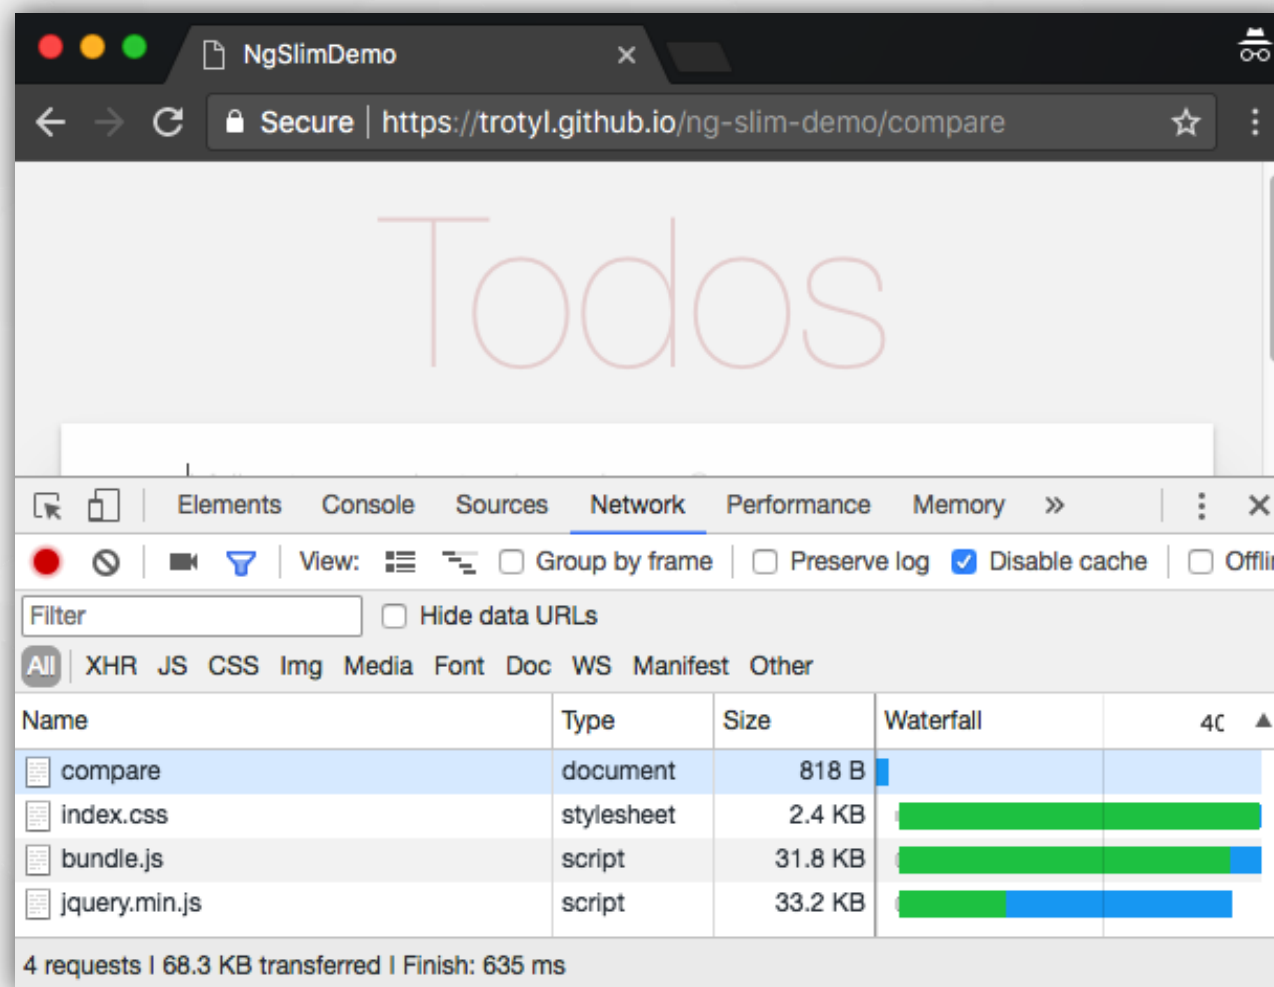 NgSlimDemo
Secure | https://trotyl.github.io/ng-slim-demo/compare
Todos
Elements Console Sources Network Performance Memory »
View: Group by frame Preserve log Disable cache
Filter Hide data URLs
All XHR JS CSS Img Media Font Doc WS Manifest Other
Name Type Size Waterfall
compare document 818 B
index.css stylesheet 2.4 KB
bundle.js script 31.8 KB
jquery.min.js script 33.2 KB
4 requests | 68.3 KB transferred | Finish: 635 ms